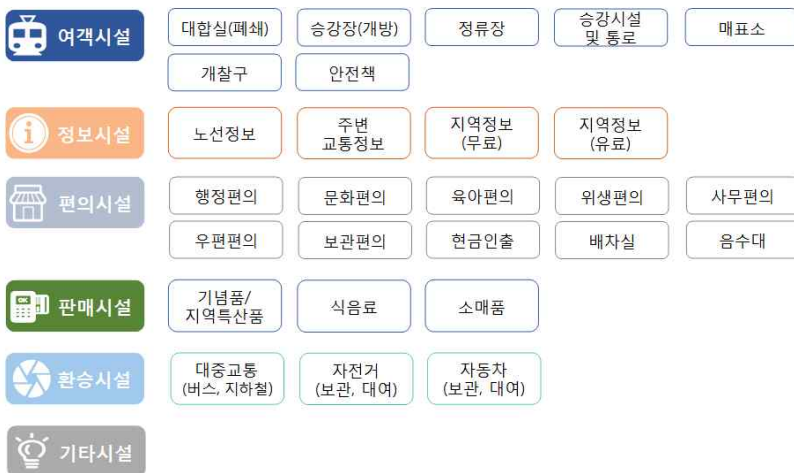 여객시설
대합실(폐쇄)
승강장(개방)
정류장
승강시설
및 통로
매표소
개찰구
안전책
정보시설
노선정보
주변
교통정보
지역정보
(무료)
지역정보
(유료)
편의시설
행정편의
문화편의
육아편의
위생편의
사무편의
우편편의
보관편의
현금인출
배차실
음수대
OK
판매시설
기념품/
지역특산품
식음료
소매품
환승시설
대중교통
(버스, 지하철)
자전거
(보관, 대여)
자동차
(보관, 대여)
기타시설